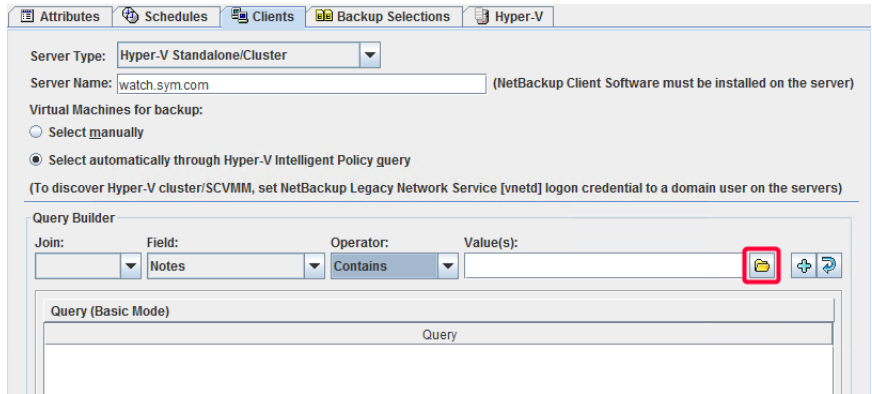 Attributes Schedules Clients Backup Selections Hyper-V
Server Type: Hyper-V Standalone/Cluster
Server Name: watch.sym.com (NetBackup Client Software must be installed on the server)
Virtual Machines for backup:
Select manually
Select automatically through Hyper-V Intelligent Policy query
(To discover Hyper-V cluster/SCVMM, set NetBackup Legacy Network Service [vnetd] logon credential to a domain user on the servers)
Query Builder
Join: Field: Operator: Value(s):
Notes Contains
Query (Basic Mode)
Query